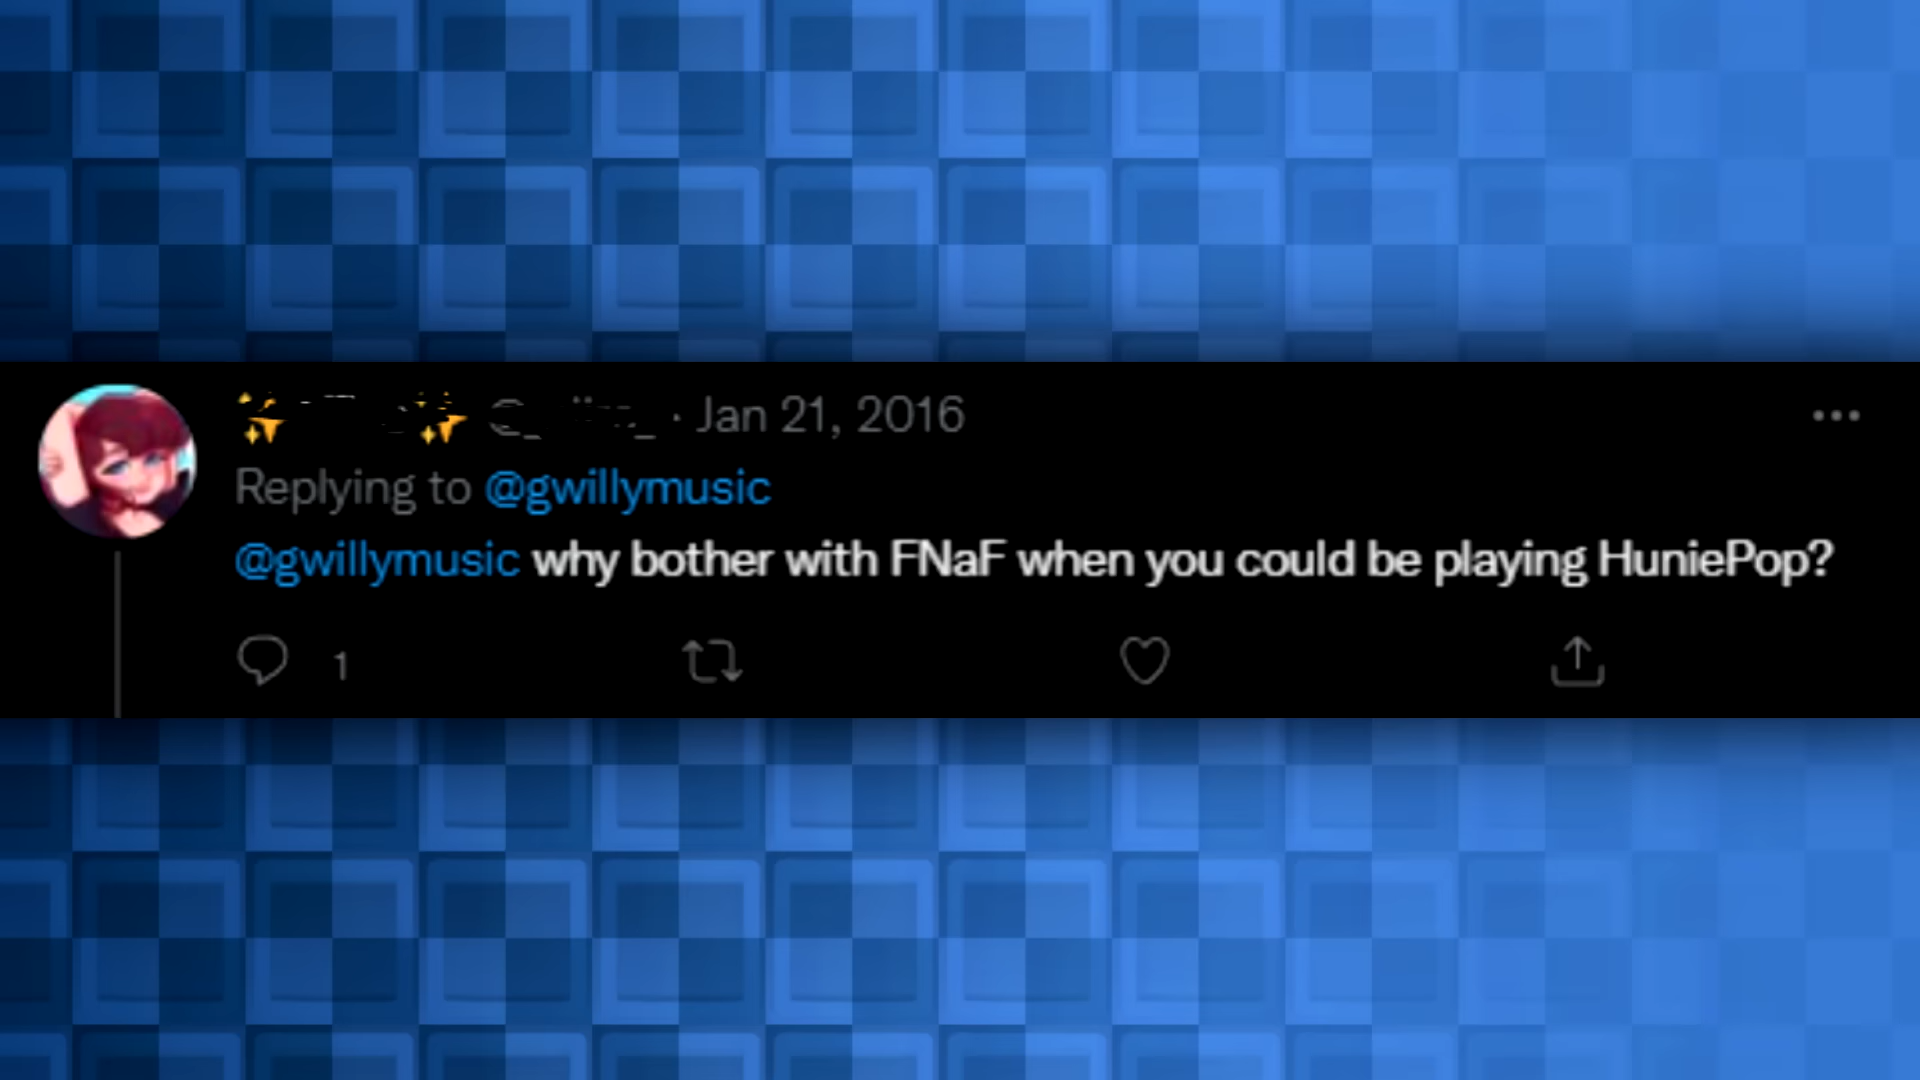 ✨ ✨ · Jan 21, 2016
Replying to @gwillymusic
@gwillymusic why bother with FNaF when you could be playing HuniePop?
1